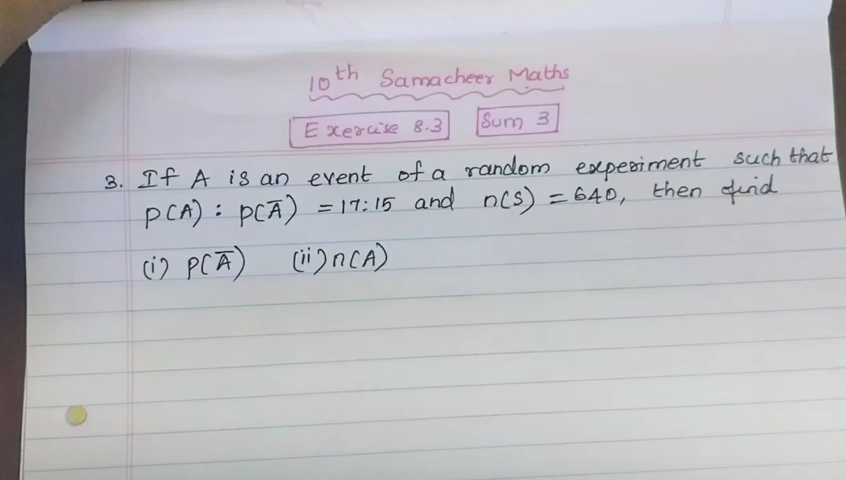 10th Samacheer Maths
Exercise 8.3 Sum 3
3. If A is an event of a random experiment such that
P(A) : P(Ā) = 17:15 and n(S) = 640, then find
(i) P(Ā) (ii) n(A)